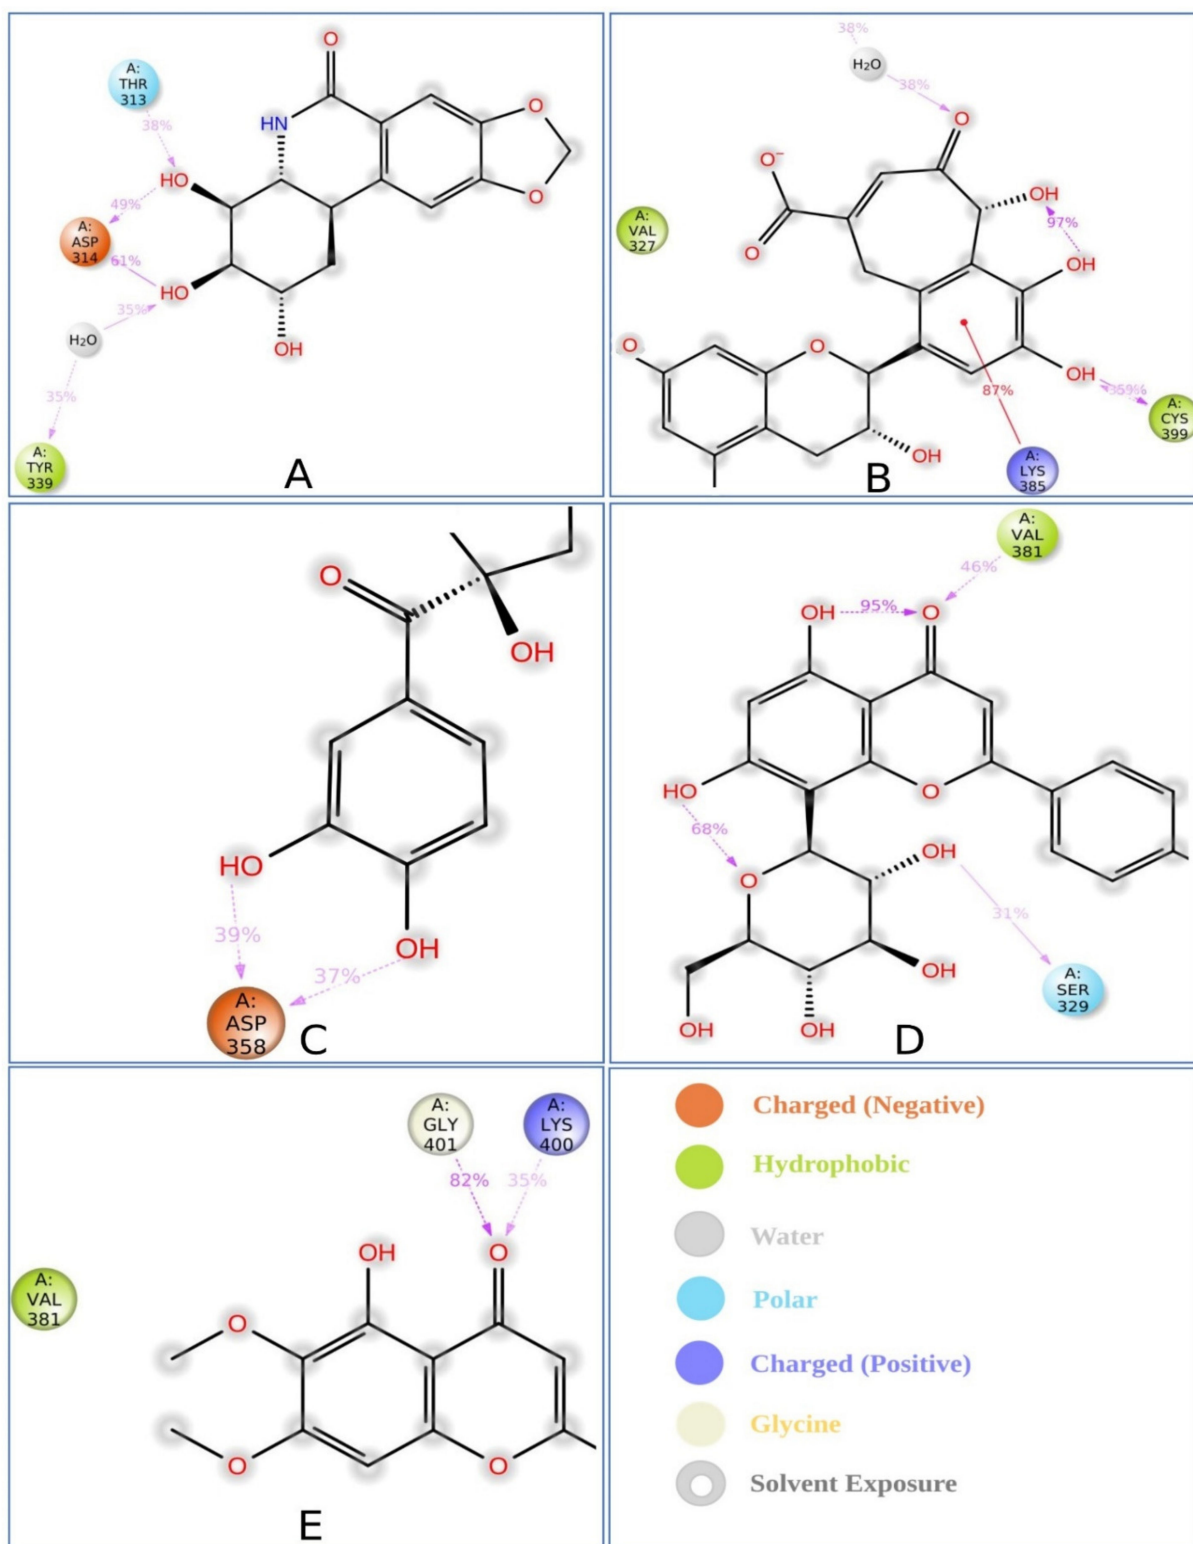 O
A:
THR
313
38%
HN
O
HO
49%
O
A:
ASP
314
61%
HO
35%
H₂O
OH
35%
A:
TYR
339
A
38%
H₂O
38%
O
O⁻
OH
A:
VAL
327
97%
O
OH
O
O
OH
A:
CYS
399
87%
OH
A:
LYS
385
B
O
OH
HO
OH
39%
37%
A:
ASP
358
C
A:
VAL
381
46%
OH
95%
O
HO
O
68%
OH
O
31%
OH
A:
SER
329
OH
OH
D
A:
GLY
401
A:
LYS
400
82%
35%
OH
O
A:
VAL
381
O
O
O
E
Charged (Negative)
Hydrophobic
Water
Polar
Charged (Positive)
Glycine
Solvent Exposure